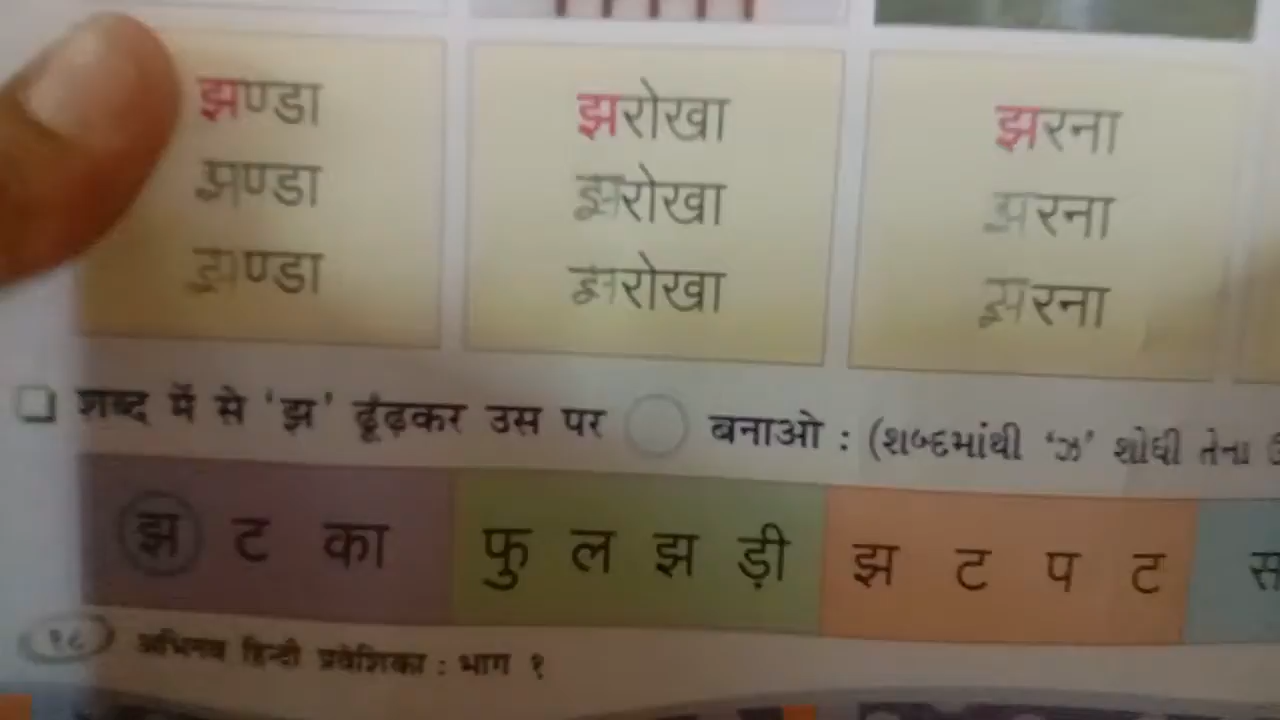 झण्डा
झण्डा
झण्डा
झरोखा
झरोखा
झरोखा
झरना
झरना
झरना
शब्द में से 'झ' ढूंढ़कर उस पर ◯ बनाओ : (શબ્દમાંથી ‘ઝ’ શોધી તેના
झ ट का फु ल झ ड़ी झ ट प ट स
१८ अभिनव हिन्दी प्रवेशिका : भाग १